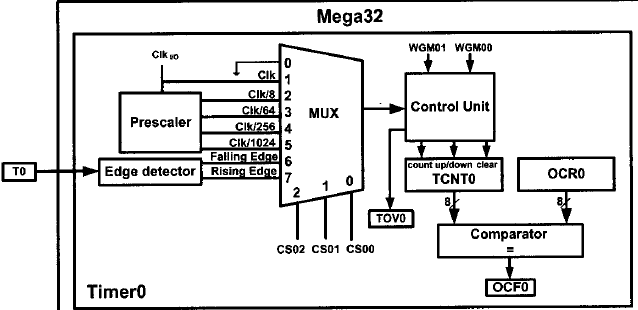 Mega32
WGM01 WGM00
Clk I/O
0
Clk 1
Clk/8 2
Clk/64 3
Clk/256 4
Clk/1024 5
Falling Edge 6
Rising Edge 7
Prescaler
MUX
Control Unit
T0
Edge detector
2 1 0
CS02 CS01 CS00
count up/down clear
TCNT0
OCR0
8 8
TOV0
Comparator
=
OCF0
Timer0